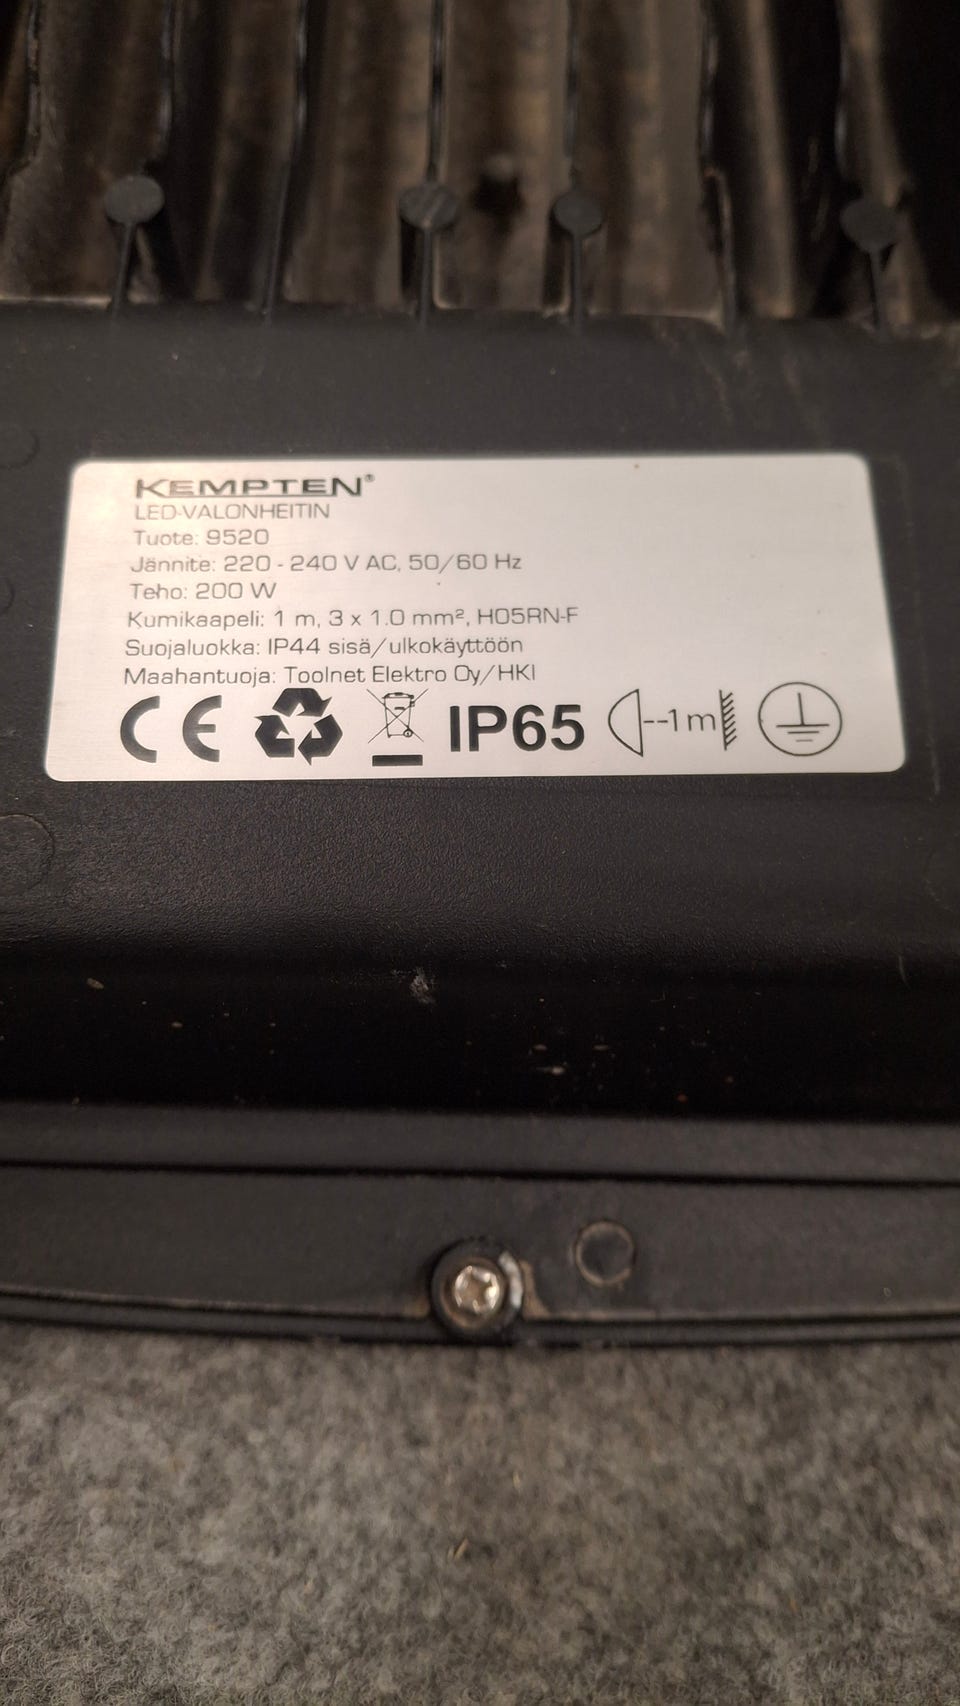 KEMPTEN®
LED-VALONHEITIN
Tuote: 9520
Jännite: 220 - 240 V AC, 50/60 Hz
Teho: 200 W
Kumikaapeli: 1 m, 3 x 1.0 mm², H05RN-F
Suojaluokka: IP44 sisä/ulkokäyttöön
Maahantuoja: Toolnet Elektro Oy/HKI
CE IP65 --1 m